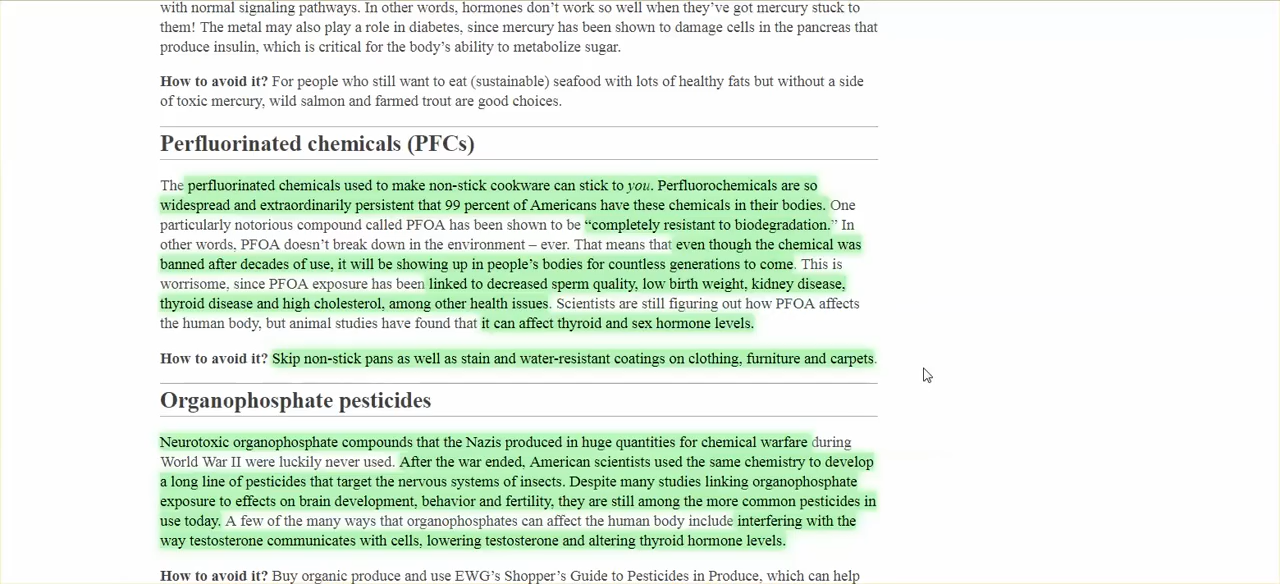 with normal signaling pathways. In other words, hormones don’t work so well when they’ve got mercury stuck to
them! The metal may also play a role in diabetes, since mercury has been shown to damage cells in the pancreas that
produce insulin, which is critical for the body’s ability to metabolize sugar.
How to avoid it? For people who still want to eat (sustainable) seafood with lots of healthy fats but without a side
of toxic mercury, wild salmon and farmed trout are good choices.
Perfluorinated chemicals (PFCs)
The perfluorinated chemicals used to make non-stick cookware can stick to you. Perfluorochemicals are so
widespread and extraordinarily persistent that 99 percent of Americans have these chemicals in their bodies. One
particularly notorious compound called PFOA has been shown to be “completely resistant to biodegradation.” In
other words, PFOA doesn’t break down in the environment – ever. That means that even though the chemical was
banned after decades of use, it will be showing up in people’s bodies for countless generations to come. This is
worrisome, since PFOA exposure has been linked to decreased sperm quality, low birth weight, kidney disease,
thyroid disease and high cholesterol, among other health issues. Scientists are still figuring out how PFOA affects
the human body, but animal studies have found that it can affect thyroid and sex hormone levels.
How to avoid it? Skip non-stick pans as well as stain and water-resistant coatings on clothing, furniture and carpets.
Organophosphate pesticides
Neurotoxic organophosphate compounds that the Nazis produced in huge quantities for chemical warfare during
World War II were luckily never used. After the war ended, American scientists used the same chemistry to develop
a long line of pesticides that target the nervous systems of insects. Despite many studies linking organophosphate
exposure to effects on brain development, behavior and fertility, they are still among the more common pesticides in
use today. A few of the many ways that organophosphates can affect the human body include interfering with the
way testosterone communicates with cells, lowering testosterone and altering thyroid hormone levels.
How to avoid it? Buy organic produce and use EWG’s Shopper’s Guide to Pesticides in Produce, which can help